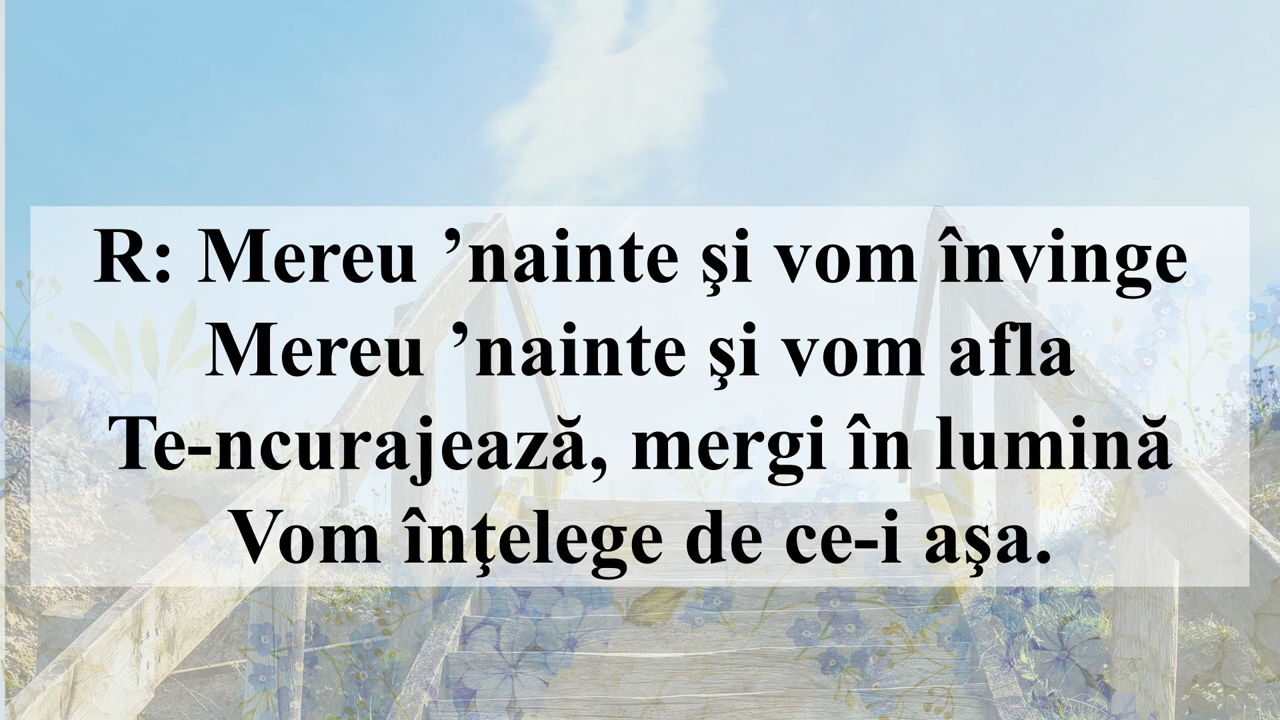 R: Mereu ’nainte şi vom învinge
Mereu ’nainte şi vom afla
Te-ncurajează, mergi în lumină
Vom înţelege de ce-i aşa.